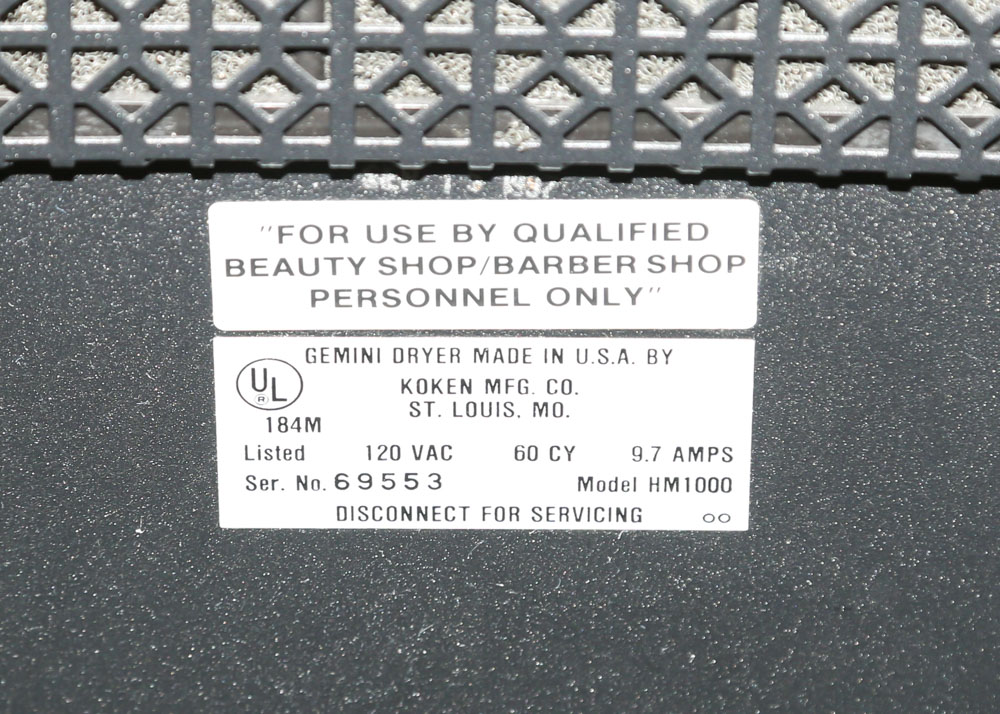 "FOR USE BY QUALIFIED
BEAUTY SHOP/BARBER SHOP
PERSONNEL ONLY"
GEMINI DRYER MADE IN U.S.A. BY
KOKEN MFG. CO.
ST. LOUIS, MO.
UL ®
184M
Listed 120 VAC 60 CY 9.7 AMPS
Ser. No. 69553 Model HM1000
DISCONNECT FOR SERVICING OO